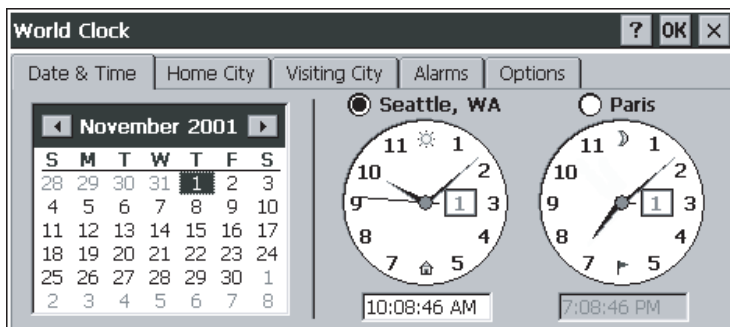 World Clock ? OK ×
Date & Time Home City Visiting City Alarms Options
November 2001
S M T W T F S
28 29 30 31 1 2 3
4 5 6 7 8 9 10
11 12 13 14 15 16 17
18 19 20 21 22 23 24
25 26 27 28 29 30 1
2 3 4 5 6 7 8
Seattle, WA
11 1
10 2
9 1 3
8 4
7 5
10:08:46 AM
Paris
11 1
10 2
9 1 3
8 4
7 5
7:08:46 PM